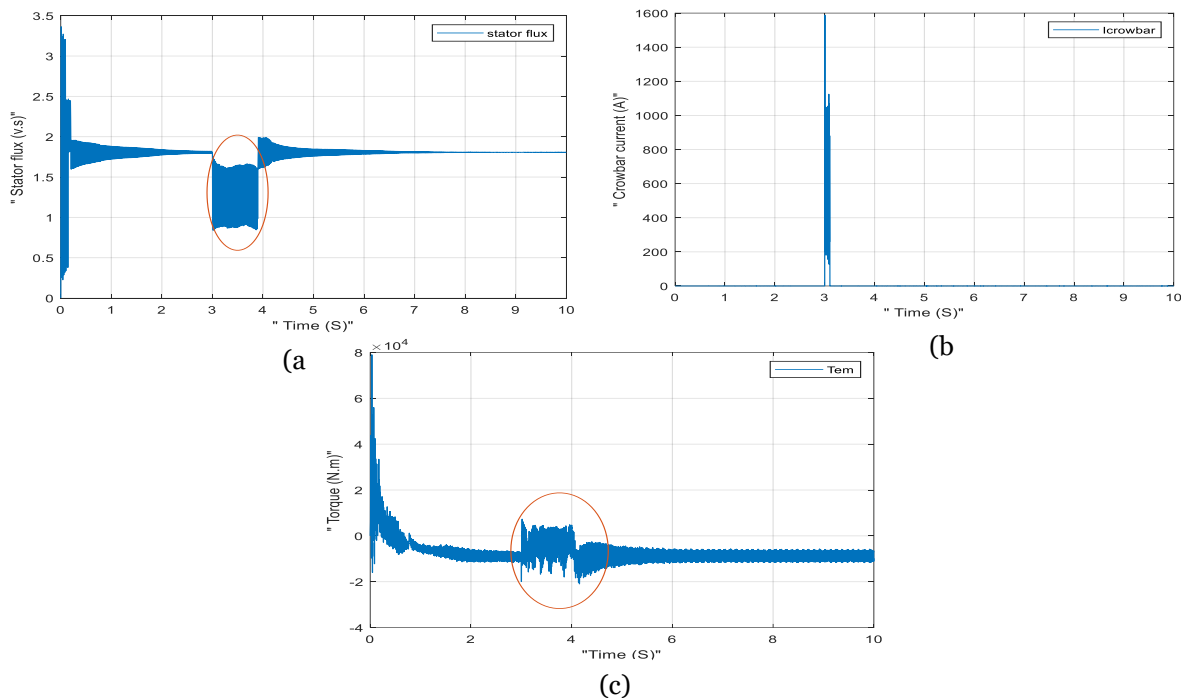 3.5
3
2.5
2
1.5
1
0.5
0
0 1 2 3 4 5 6 7 8 9 10
" Stator flux (v.s)"
" Time (S)"
stator flux
(a
1600
1400
1200
1000
800
600
400
200
0
0 1 2 3 4 5 6 7 8 9 10
" Crowbar current (A)"
" Time (S)"
Icrowbar
(b)
×10⁴
8
6
4
2
0
-2
-4
0 2 4 6 8 10
" Torque (N.m)"
"Time (S)"
Tem
(c)